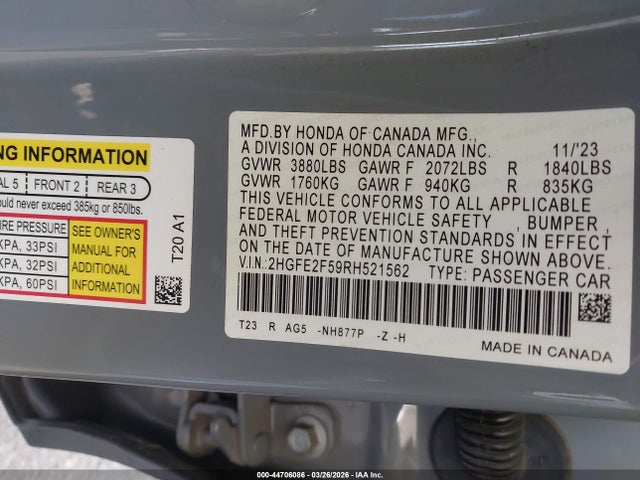 NG INFORMATION
AL 5 FRONT 2 REAR 3
ould never exceed 385kg or 850lbs.
RE PRESSURE
KPA, 33PSI
KPA, 32PSI
KPA, 60PSI
SEE OWNER'S
MANUAL FOR
ADDITIONAL
INFORMATION
T20 A1
MFD.BY HONDA OF CANADA MFG.,
A DIVISION OF HONDA CANADA INC. 11/'23
GVWR 3880LBS GAWR F 2072LBS R 1840LBS
GVWR 1760KG GAWR F 940KG R 835KG
THIS VEHICLE CONFORMS TO ALL APPLICABLE
FEDERAL MOTOR VEHICLE SAFETY , BUMPER ,
AND THEFT PREVENTION STANDARDS IN EFFECT
ON THE DATE OF MANUFACTURE SHOWN ABOVE.
V.I.N.:2HGFE2F59RH521562 TYPE: PASSENGER CAR
T23 R AG5 -NH877P -Z -H
MADE IN CANADA
000-44706086 | 03/26/2026 | IAA Inc.